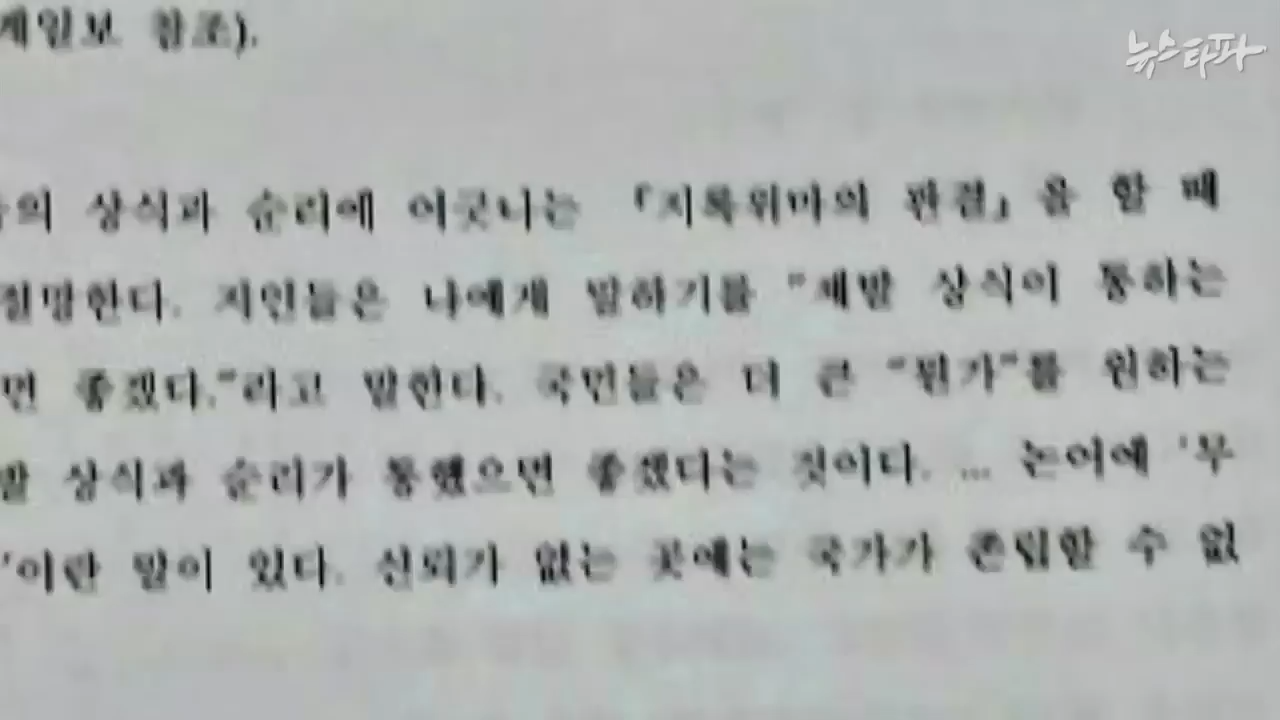 뉴스타파
계일보 참조).
의 상식과 순리에 어긋나는 『지록위마의 판결』을 할 때
절망한다. 지인들은 나에게 말하기를 "제발 상식이 통하는
면 좋겠다."라고 말한다. 국민들은 더 큰 "뭔가"를 원하는
발 상식과 순리가 통했으면 좋겠다는 것이다. ... 논어에 '무
'이란 말이 있다. 신뢰가 없는 곳에는 국가가 존립할 수 없